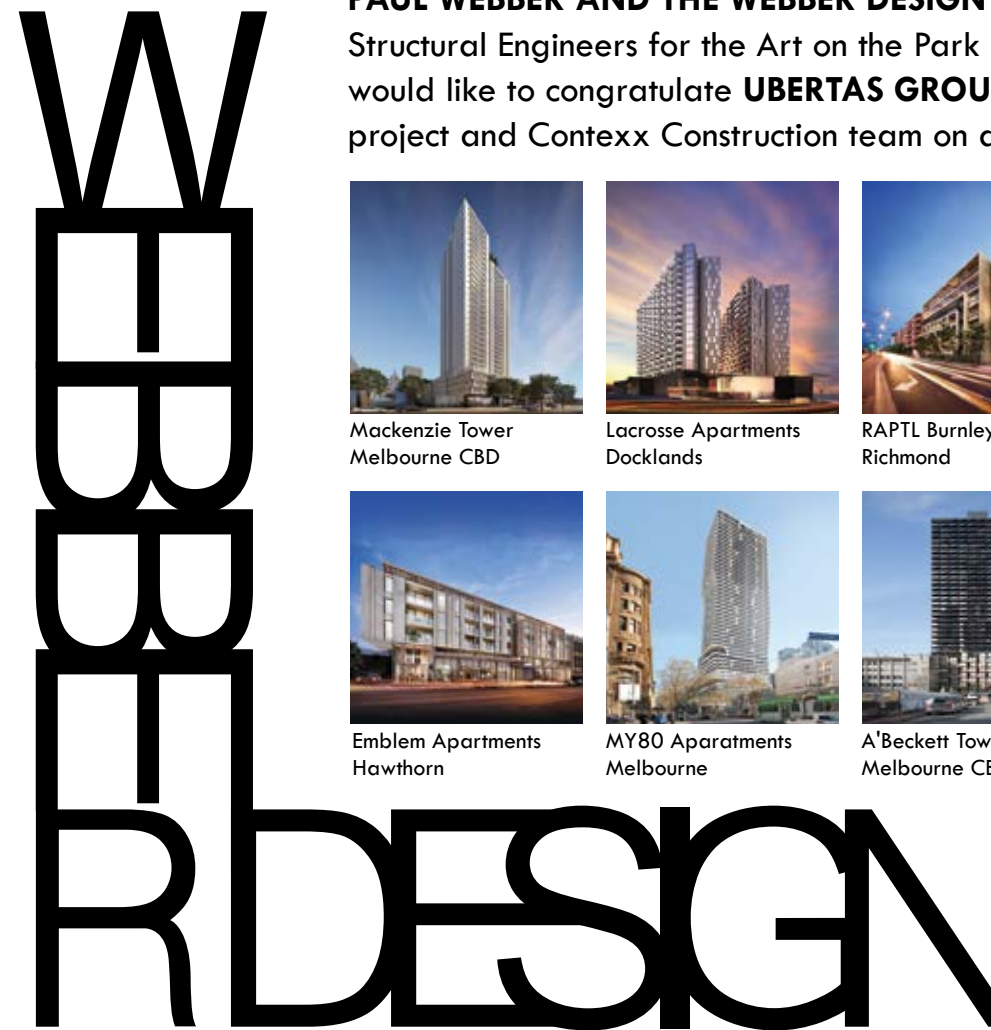 WEBBER DESIGN
PAUL WEBBER AND THE WEBBER DESIGN
Structural Engineers for the Art on the Park
would like to congratulate UBERTAS GROU
project and Contexx Construction team on
Mackenzie Tower
Melbourne CBD
Lacrosse Apartments
Docklands
RAPTL Burnley
Richmond
Emblem Apartments
Hawthorn
MY80 Aparatments
Melbourne
A'Beckett Tow
Melbourne CB